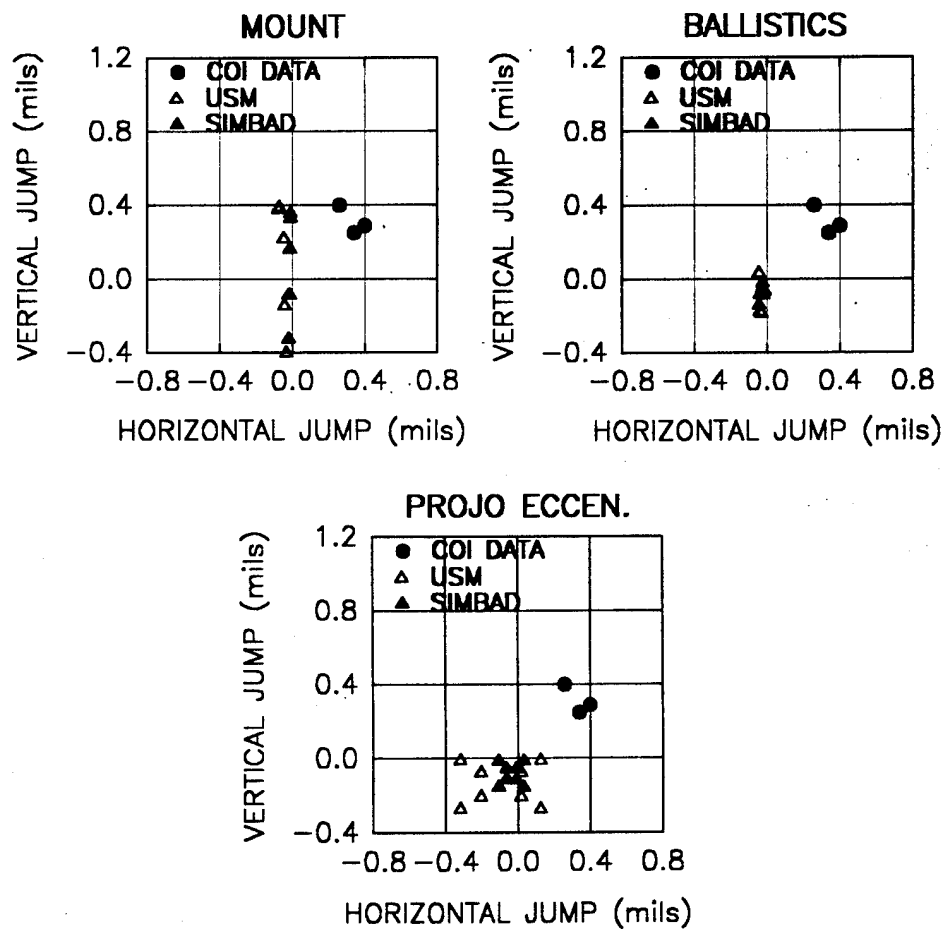 MOUNT
1.2
COI DATA
USM
SIMBAD
0.8
0.4
0.0
−0.4
VERTICAL JUMP (mils)
−0.8 −0.4 0.0 0.4 0.8
HORIZONTAL JUMP (mils)
BALLISTICS
1.2
COI DATA
USM
SIMBAD
0.8
0.4
0.0
−0.4
VERTICAL JUMP (mils)
−0.8 −0.4 0.0 0.4 0.8
HORIZONTAL JUMP (mils)
PROJO ECCEN.
1.2
COI DATA
USM
SIMBAD
0.8
0.4
0.0
−0.4
VERTICAL JUMP (mils)
−0.8 −0.4 0.0 0.4 0.8
HORIZONTAL JUMP (mils)